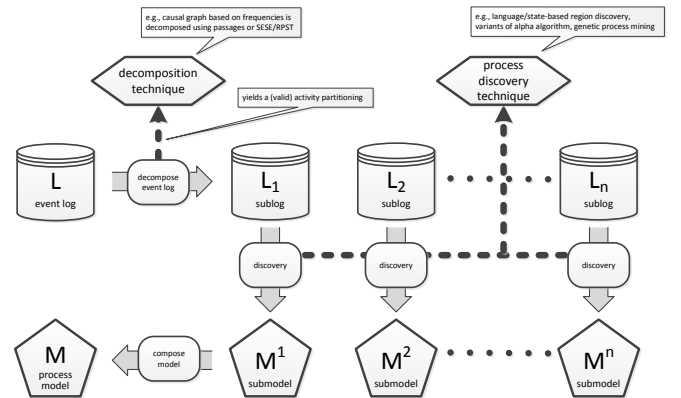 e.g., causal graph based on frequencies is
decomposed using passages or SESE/RPST
e.g., language/state-based region discovery,
variants of alpha algorithm, genetic process mining
decomposition
technique
process
discovery
technique
yields a (valid) activity partitioning
L
event log
decompose
event log
L1
sublog
L2
sublog
Ln
sublog
discovery
discovery
discovery
M
process
model
compose
model
M1
submodel
M2
submodel
Mn
submodel